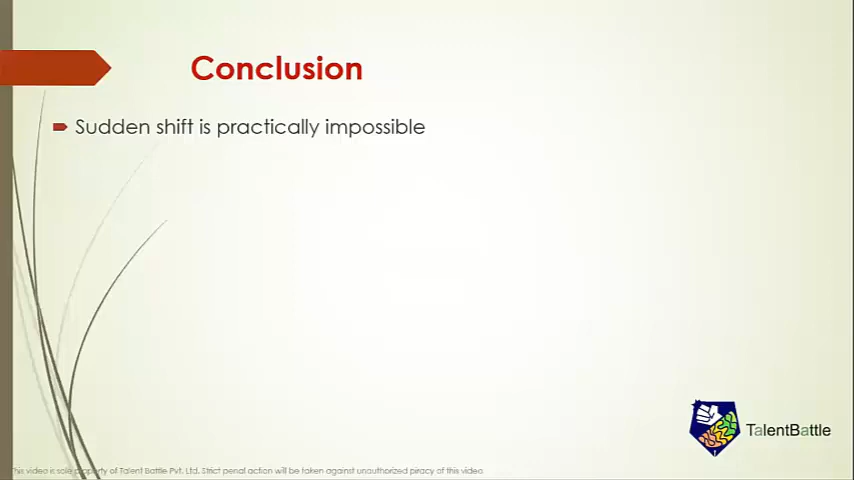 Conclusion
Sudden shift is practically impossible
TalentBattle
This video is sole property of Talent Battle Pvt. Ltd. Strict penal action will be taken against unauthorized piracy of this video